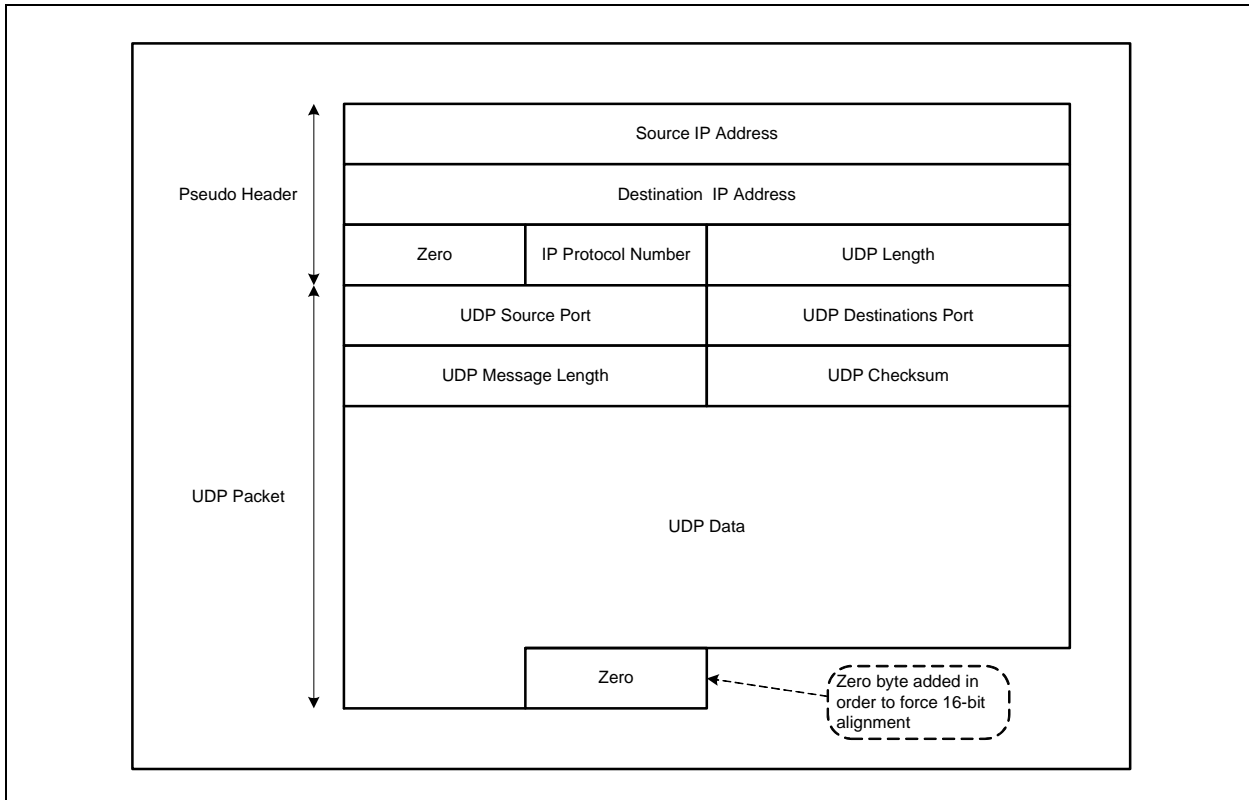 Source IP Address
Pseudo Header
Destination IP Address
Zero
IP Protocol Number
UDP Length
UDP Source Port
UDP Destinations Port
UDP Message Length
UDP Checksum
UDP Packet
UDP Data
Zero
Zero byte added in
order to force 16-bit
alignment